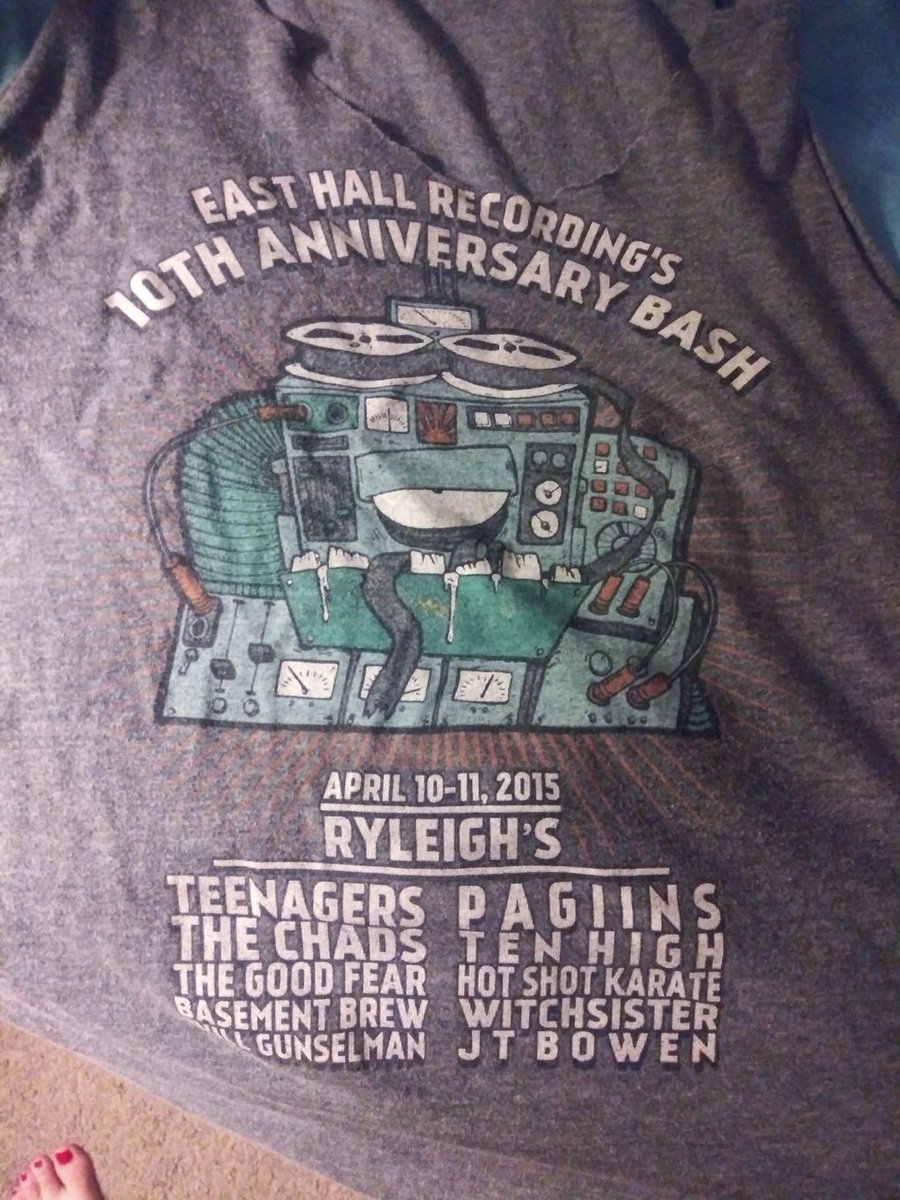 EAST HALL RECORDING'S
10TH ANNIVERSARY BASH
APRIL 10-11, 2015
RYLEIGH'S
TEENAGERS
THE CHADS
THE GOOD FEAR
BASEMENT BREW
GUNSELMAN
PAGIINS
TEN HIGH
HOT SHOT KARATE
WITCHSISTER
JT BOWEN